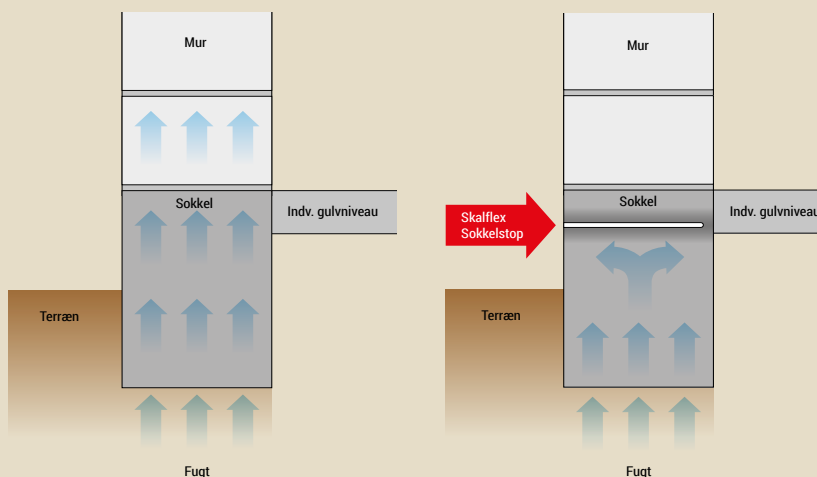 Mur
Sokkel
Indv. gulvniveau
Terræn
Fugt
Mur
Sokkel
Indv. gulvniveau
Skalflex
Sokkelstop
Terræn
Fugt